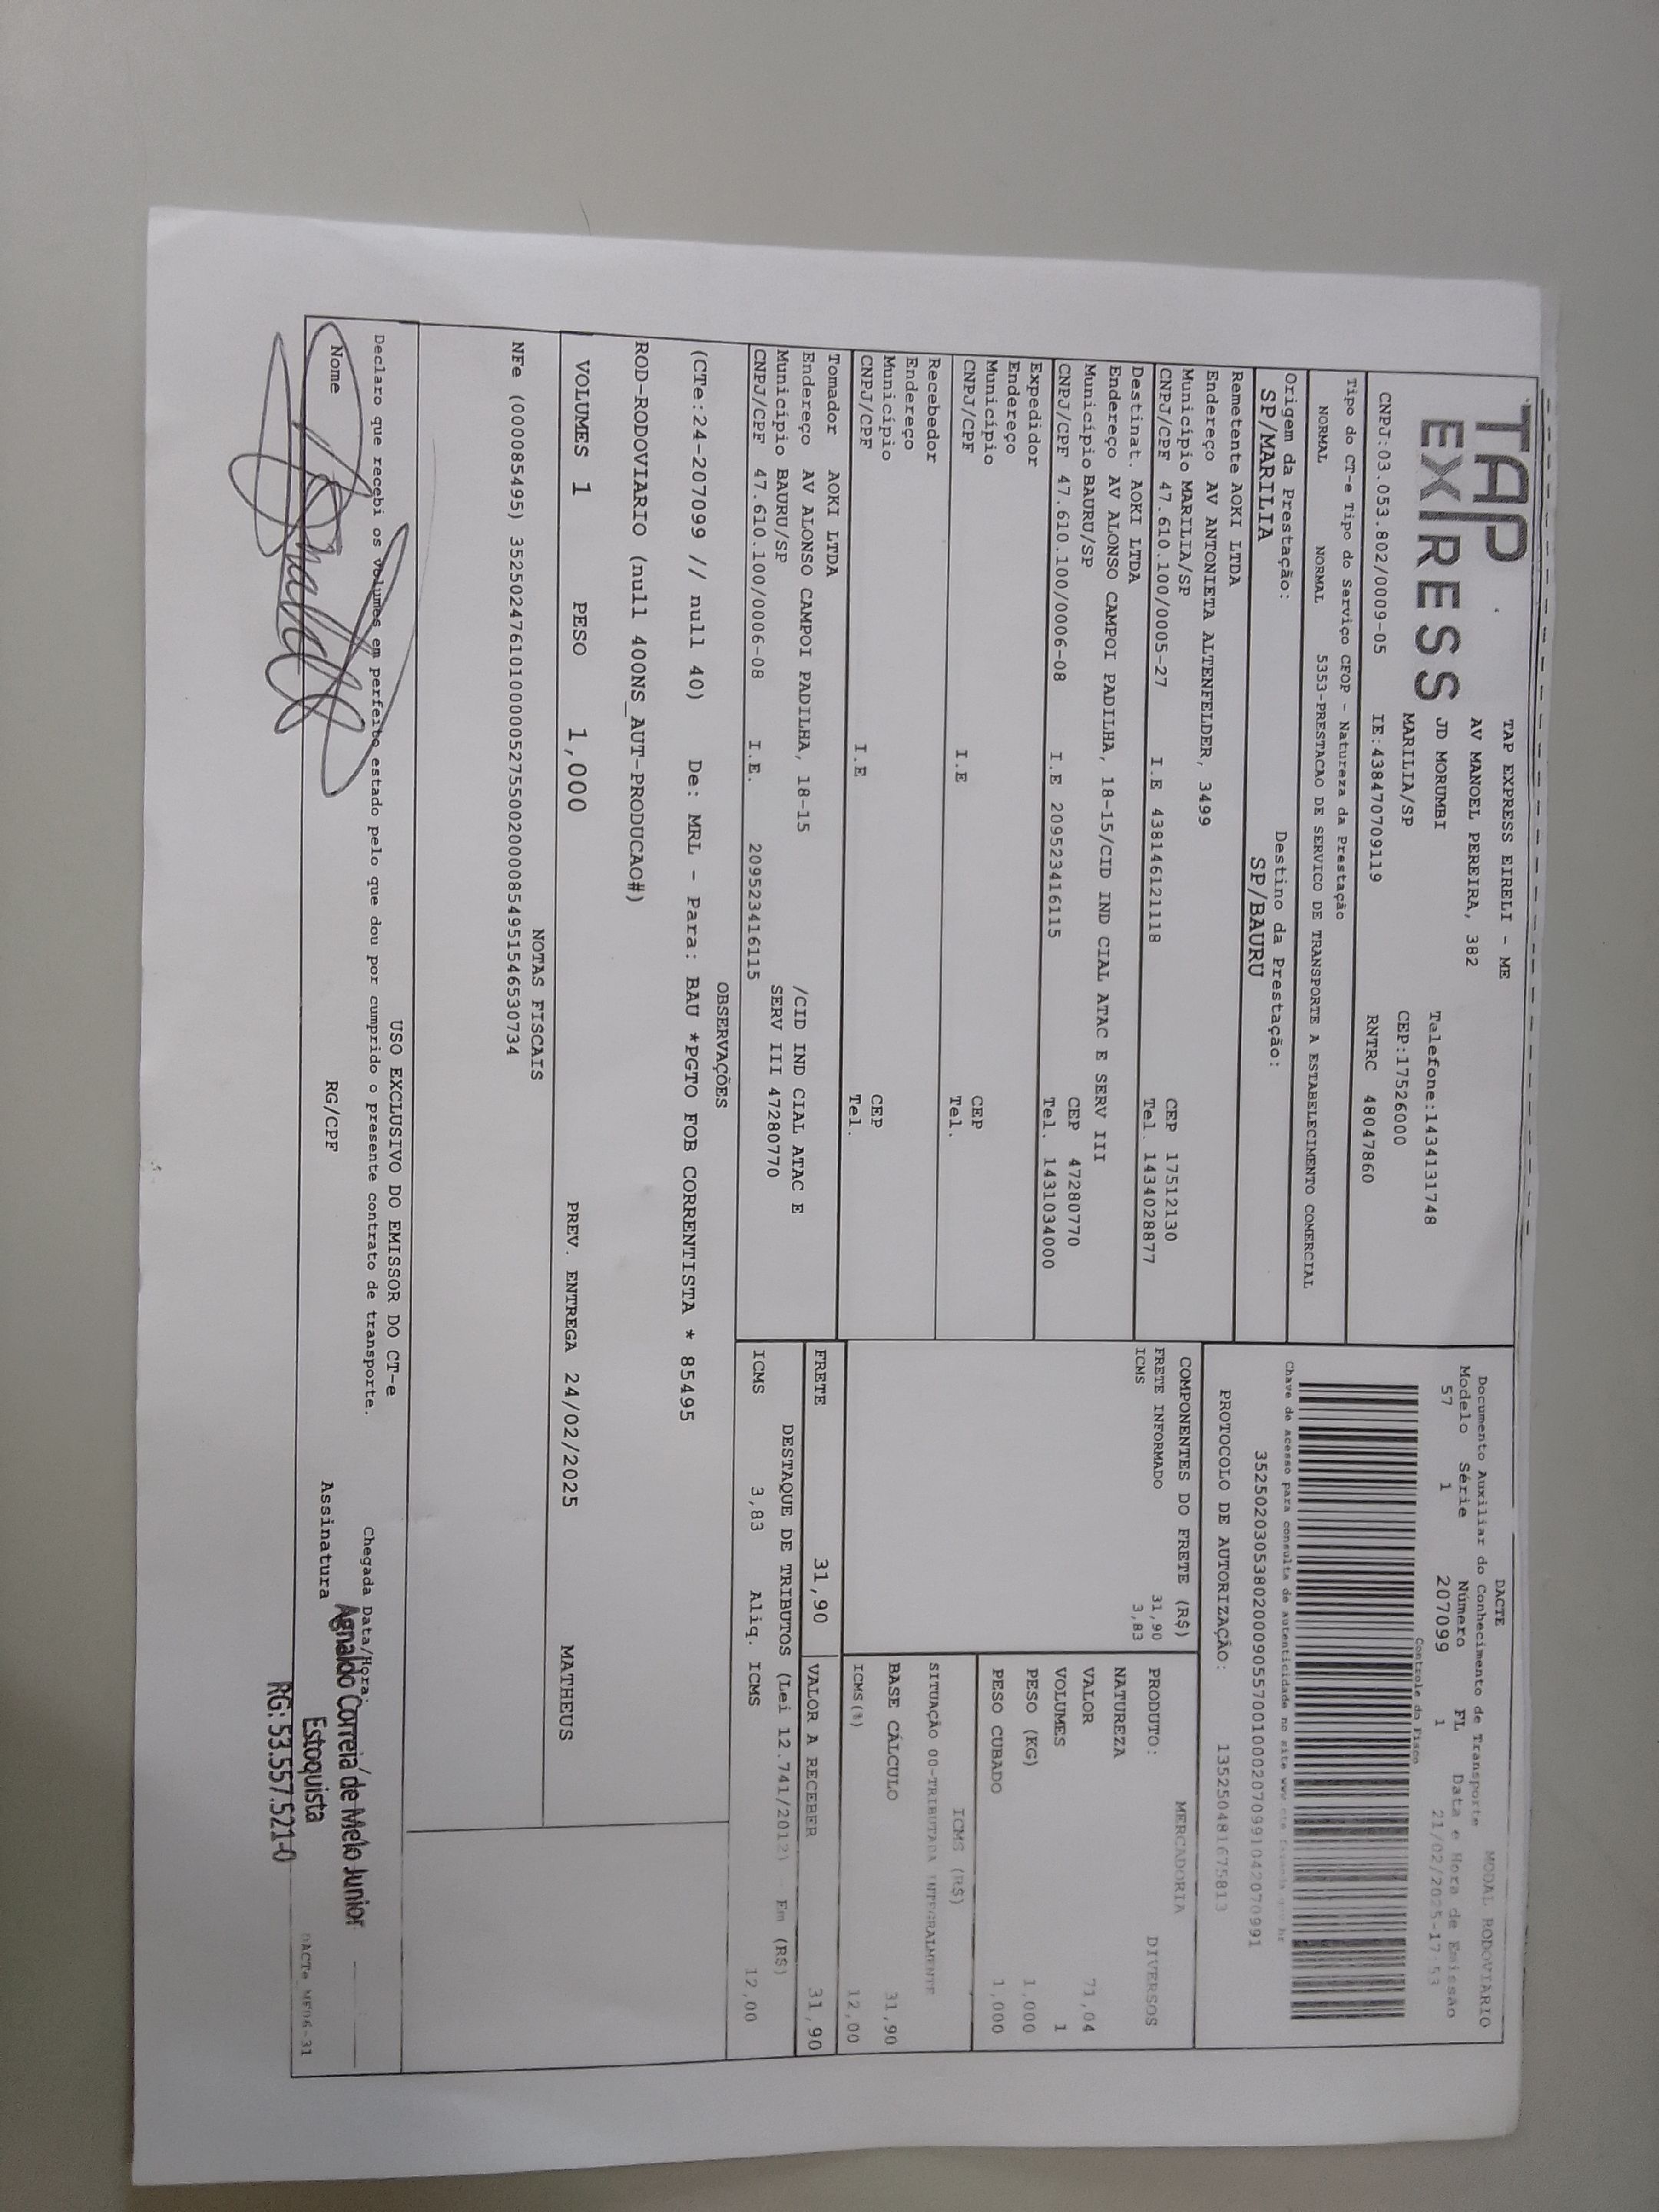 TAP
EXPRESS
TAP EXPRESS EIRELI - ME
AV MANOEL PEREIRA, 382
JD MORUMBI Telefone:1434131748
MARILIA/SP CEP:17526000
CNPJ:03.053.802/0009-05 IE:438470709119 RNTRC 48047860
DACTE MODAL RODOVIARIO
Documento Auxiliar do Conhecimento de Transporte
Modelo Série Número FL Data e Hora de Emissão
57 1 207099 1 21/02/2025-17:53
Controle do Fisco
Chave de acesso para consulta de autenticidade no site www.cte.fazenda.gov.br
35250203053802000905570010002070991042070991
PROTOCOLO DE AUTORIZAÇÃO: 135250481675813
Tipo do CT-e Tipo do Serviço CFOP - Natureza da Prestação
NORMAL NORMAL 5353-PRESTACAO DE SERVICO DE TRANSPORTE A ESTABELECIMENTO COMERCIAL
Origem da Prestação: Destino da Prestação:
SP/MARILIA SP/BAURU
Remetente AOKI LTDA
Endereço AV ANTONIETA ALTENFELDER, 3499
Município MARILIA/SP CEP 17512130
CNPJ/CPF 47.610.100/0005-27 I.E 438146121118 Tel. 1434028877
Destinat. AOKI LTDA
Endereço AV ALONSO CAMPOI PADILHA, 18-15/CID IND CIAL ATAC E SERV III
Município BAURU/SP CEP 47280770
CNPJ/CPF 47.610.100/0006-08 I.E 209523416115 Tel. 1431034000
Expedidor
Endereço
Município CEP
CNPJ/CPF I.E Tel.
Recebedor
Endereço
Município CEP
CNPJ/CPF I.E Tel.
Tomador AOKI LTDA
Endereço AV ALONSO CAMPOI PADILHA, 18-15 /CID IND CIAL ATAC E
Município BAURU/SP SERV III 47280770
CNPJ/CPF 47.610.100/0006-08 I.E. 209523416115
COMPONENTES DO FRETE (R$)
FRETE INFORMADO 31,90
ICMS 3,83
MERCADORIA
PRODUTO: DIVERSOS
NATUREZA
VALOR 71,04
VOLUMES 1
PESO (KG) 1,000
PESO CUBADO 1,000
ICMS (R$)
SITUAÇÃO 00-TRIBUTADA INTEGRALMENTE
BASE CÁLCULO 31,90
ICMS(%) 12,00
FRETE 31,90 VALOR A RECEBER 31,90
DESTAQUE DE TRIBUTOS (Lei 12.741/2012) Em (R$)
ICMS 3,83 Aliq. ICMS 12,00
OBSERVAÇÕES
(CTe:24-207099 // null 40) De: MRL - Para: BAU *PGTO FOB CORRENTISTA * 85495
ROD-RODOVIARIO (null 400NS_AUT-PRODUCAO#)
VOLUMES 1 PESO 1,000 PREV. ENTREGA 24/02/2025 MATHEUS
NOTAS FISCAIS
NFe (000085495) 35250247610100000527550020000854951546530734
USO EXCLUSIVO DO EMISSOR DO CT-e
Declaro que recebi os volumes em perfeito estado pelo que dou por cumprido o presente contrato de transporte.
Chegada Data/Hora:
Nome RG/CPF Assinatura
Agnaldo Correia de Melo Junior
Estoquista
RG: 53.557.521-0